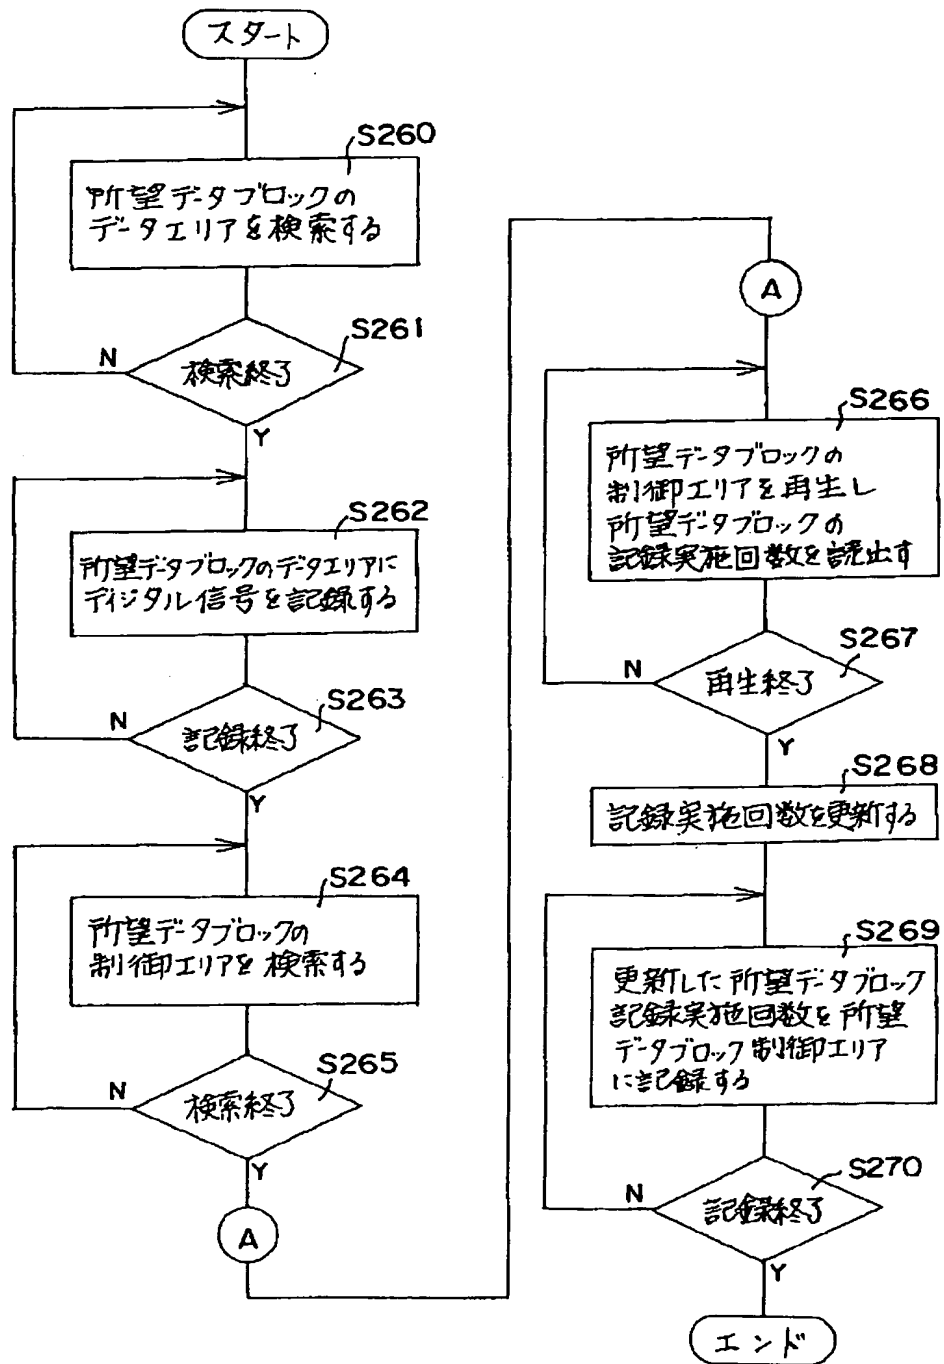 スタート
S260
所望データブロックの
データエリアを検索する
S261
検索終了
N
Y
S262
所望データブロックのデータエリアに
ディジタル信号を記録する
S263
記録終了
N
Y
S264
所望データブロックの
制御エリアを検索する
S265
検索終了
N
Y
A
A
S266
所望データブロックの
制御エリアを再生し
所望データブロックの
記録実施回数を読出す
S267
再生終了
N
Y
S268
記録実施回数を更新する
S269
更新した所望データブロック
記録実施回数を所望
データブロック制御エリア
に記録する
S270
記録終了
N
Y
エンド